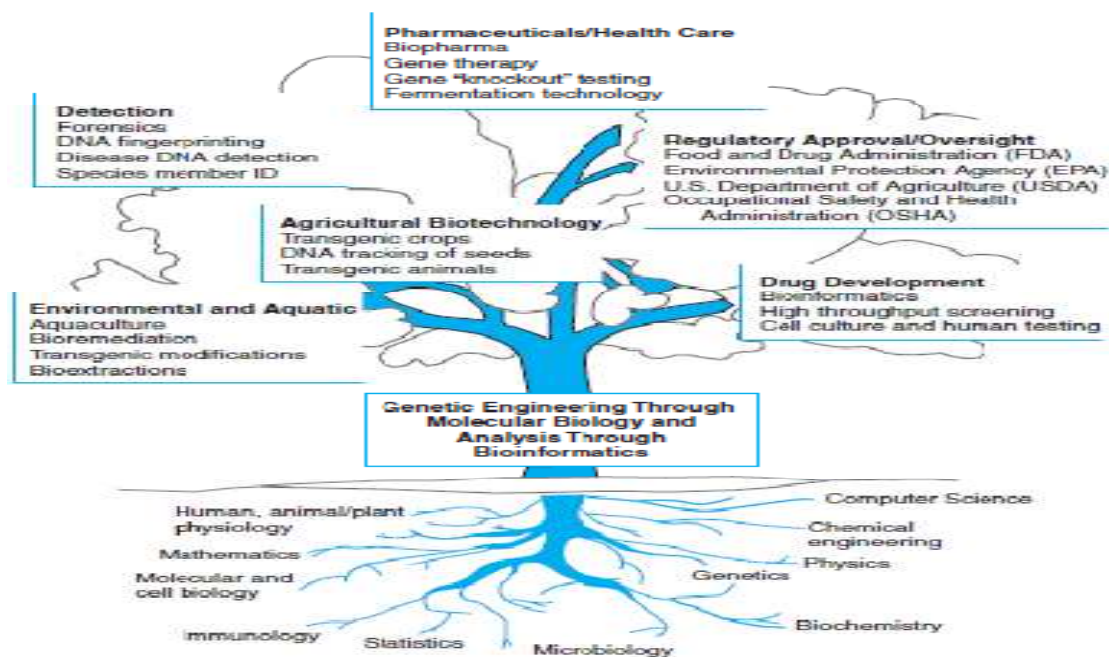 Pharmaceuticals/Health Care
Biopharma
Gene therapy
Gene "knockout" testing
Fermentation technology
Detection
Forensics
DNA fingerprinting
Disease DNA detection
Species member ID
Regulatory Approval/Oversight
Food and Drug Administration (FDA)
Environmental Protection Agency (EPA)
U.S. Department of Agriculture (USDA)
Occupational Safety and Health
Administration (OSHA)
Agricultural Biotechnology
Transgenic crops
DNA tracking of seeds
Transgenic animals
Drug Development
Bioinformatics
High throughput screening
Cell culture and human testing
Environmental and Aquatic
Aquaculture
Bioremediation
Transgenic modifications
Bioextractions
Genetic Engineering Through
Molecular Biology and
Analysis Through
Bioinformatics
Human, animal/plant
physiology
Mathematics
Molecular and
cell biology
Immunology
Statistics
Microbiology
Computer Science
Chemical
engineering
Physics
Genetics
Biochemistry